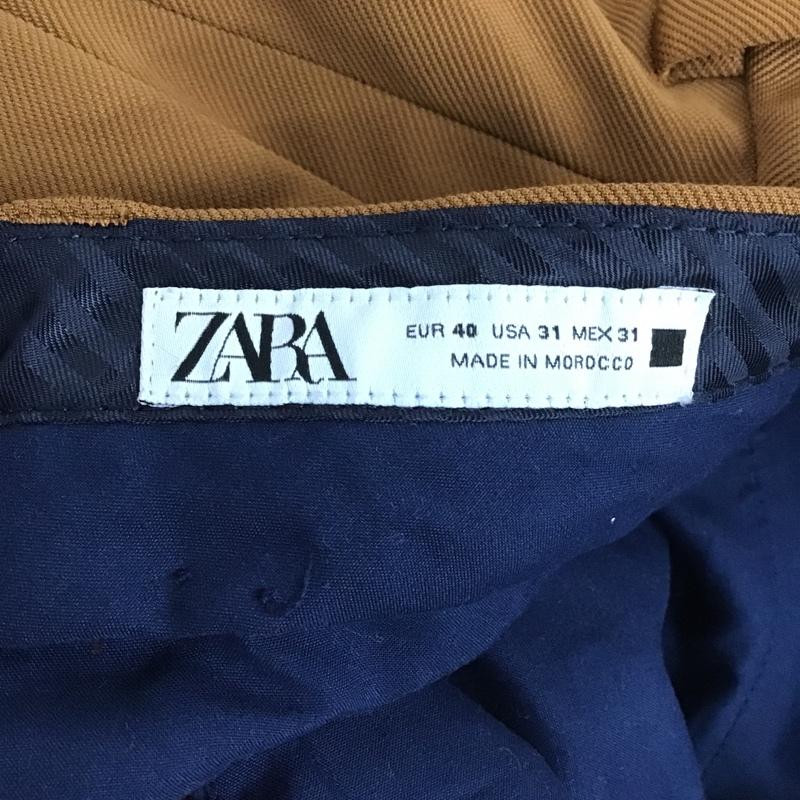 ZARA
EUR 40 USA 31 MEX 31
MADE IN MOROCCO